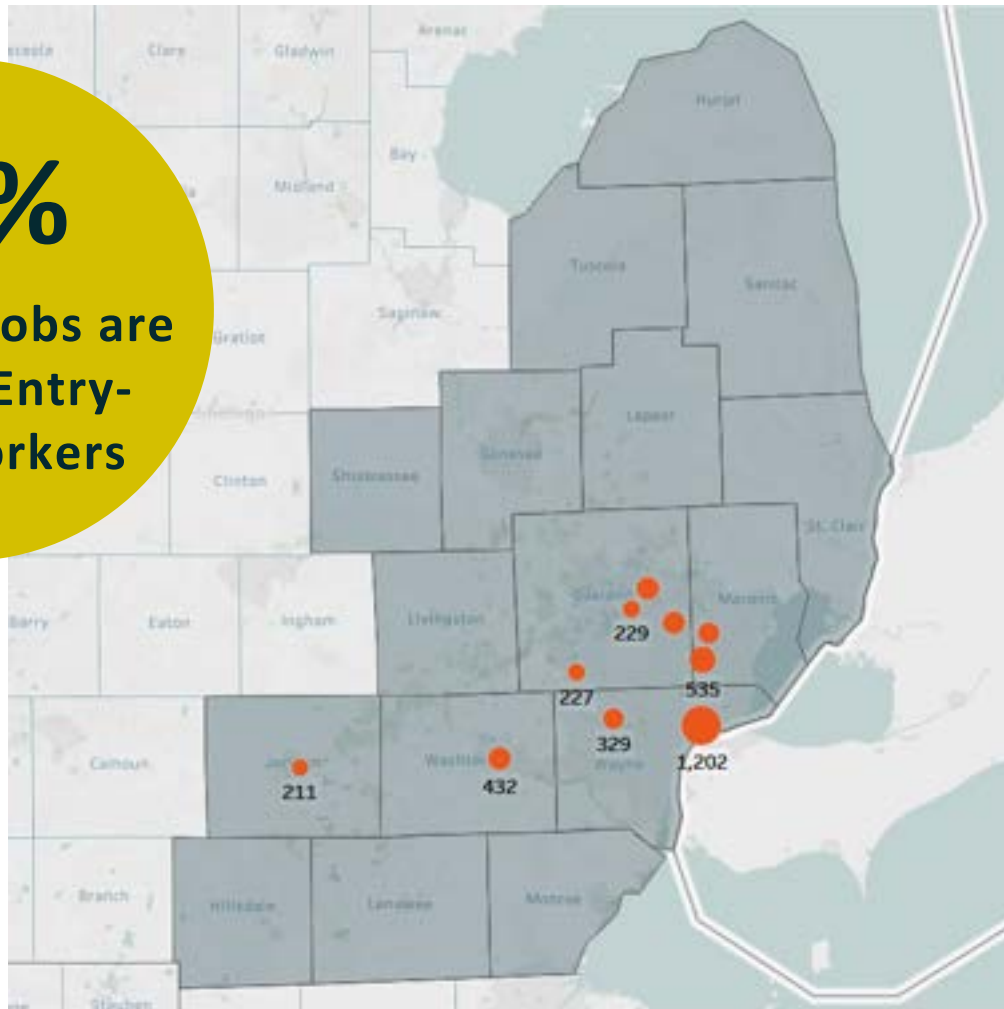 %
obs are
Entry-
orkers
Arenac
Clare
Gladwin
Huron
Bay
Midland
Tuscola
Sanilac
Saginaw
Gratiot
Lapeer
Genesee
Clinton
Shiawassee
St. Clair
Barry
Eaton
Ingham
Livingston
Oakland
Macomb
229
535
227
329
1,202
Wayne
Calhoun
211
432
Branch
Hillsdale
Lenawee
Monroe
Steuben